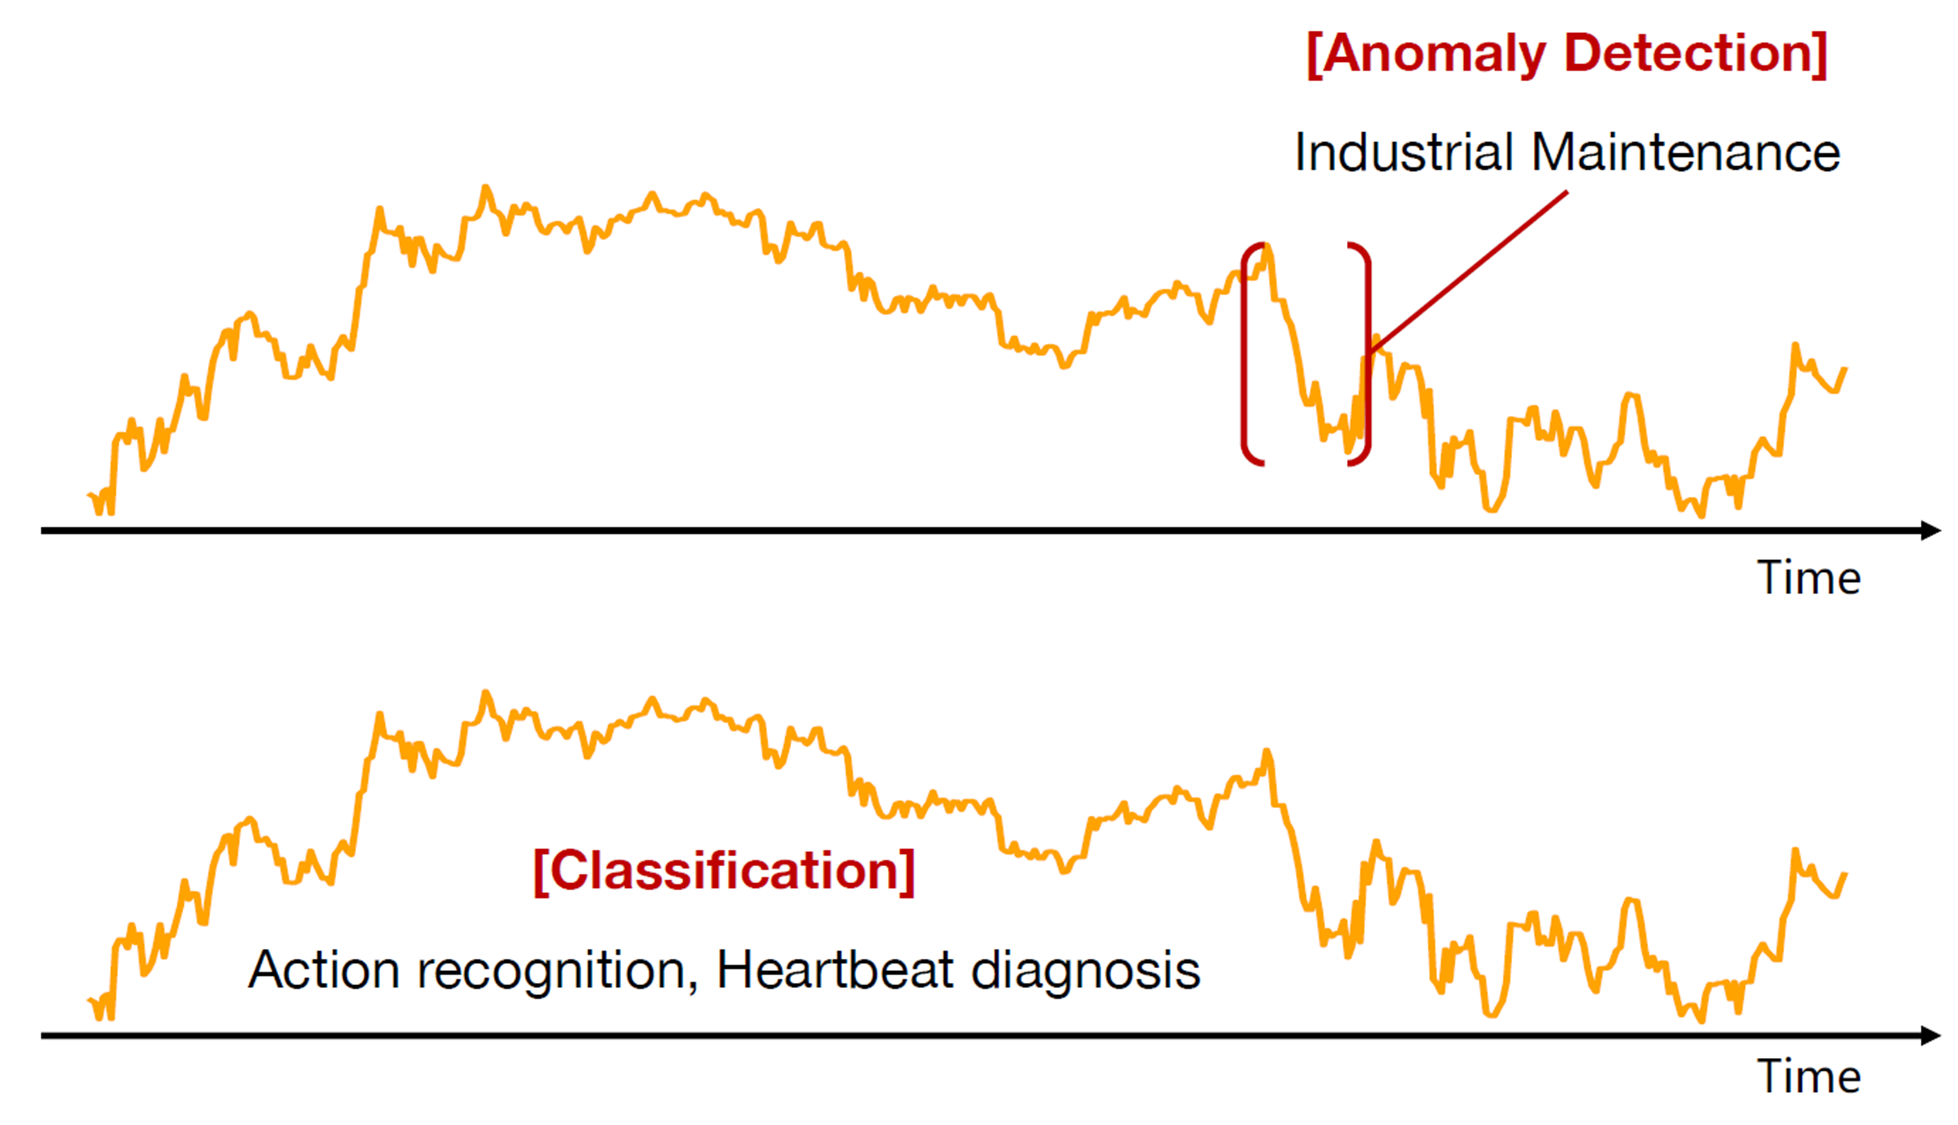 [Anomaly Detection]
Industrial Maintenance
Time
[Classification]
Action recognition, Heartbeat diagnosis
Time